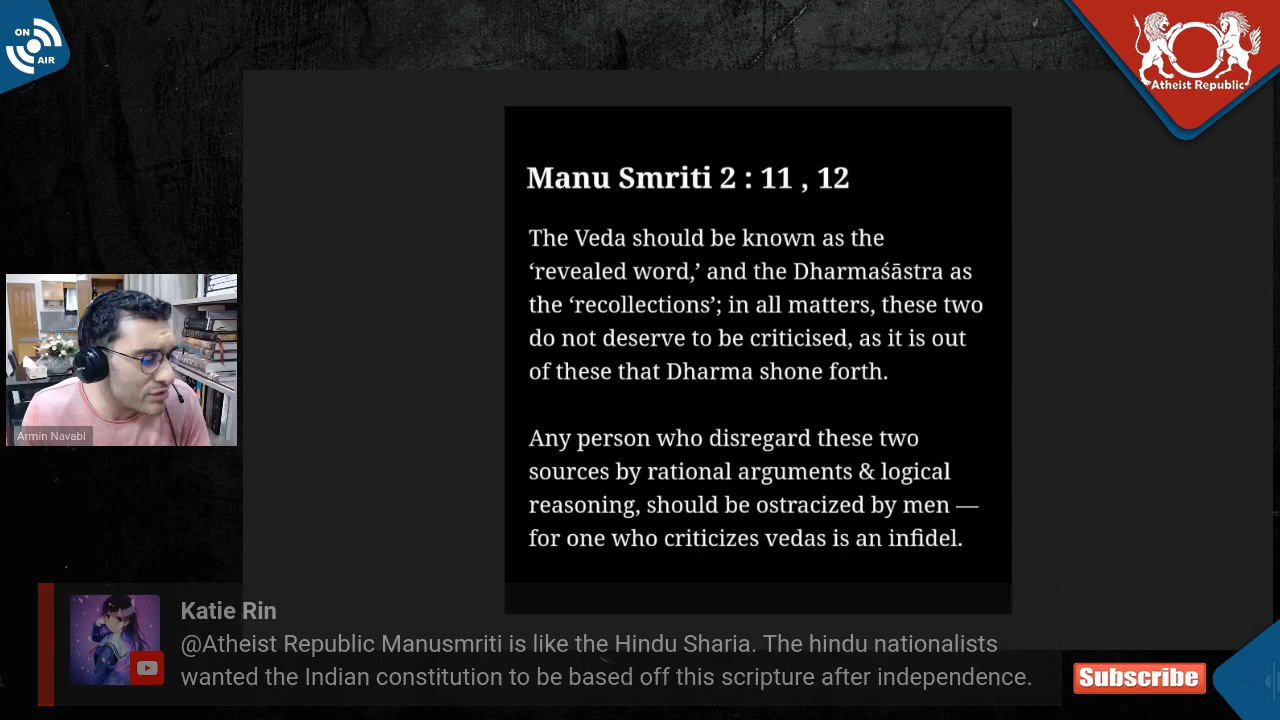 ON
AIR
Atheist Republic
Manu Smriti 2 : 11 , 12
The Veda should be known as the
‘revealed word,’ and the Dharmaśāstra as
the ‘recollections’; in all matters, these two
do not deserve to be criticised, as it is out
of these that Dharma shone forth.
Any person who disregard these two
sources by rational arguments & logical
reasoning, should be ostracized by men —
for one who criticizes vedas is an infidel.
Armin Navabi
Katie Rin
@Atheist Republic Manusmriti is like the Hindu Sharia. The hindu nationalists
wanted the Indian constitution to be based off this scripture after independence.
Subscribe